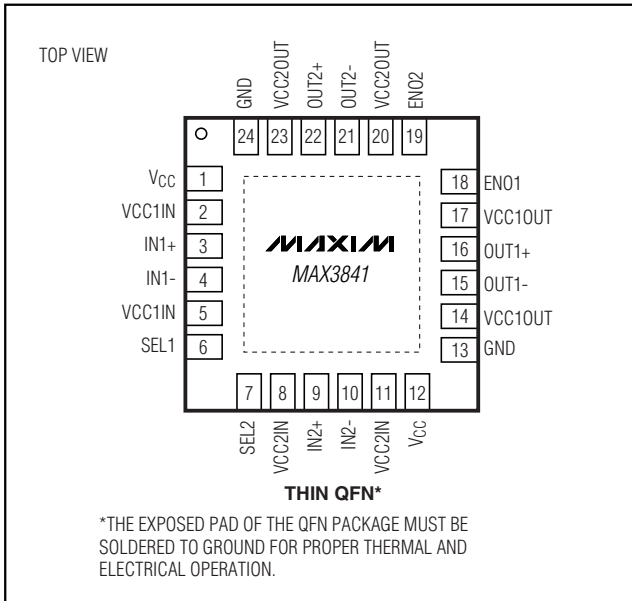 TOP VIEW
GND
VCC2OUT
OUT2+
OUT2-
VCC2OUT
ENO2
24 23 22 21 20 19
VCC 1
VCC1IN 2
IN1+ 3
IN1- 4
VCC1IN 5
SEL1 6
MAXIM
MAX3841
18 ENO1
17 VCC1OUT
16 OUT1+
15 OUT1-
14 VCC1OUT
13 GND
7 8 9 10 11 12
SEL2
VCC2IN
IN2+
IN2-
VCC2IN
VCC
THIN QFN*
*THE EXPOSED PAD OF THE QFN PACKAGE MUST BE
SOLDERED TO GROUND FOR PROPER THERMAL AND
ELECTRICAL OPERATION.